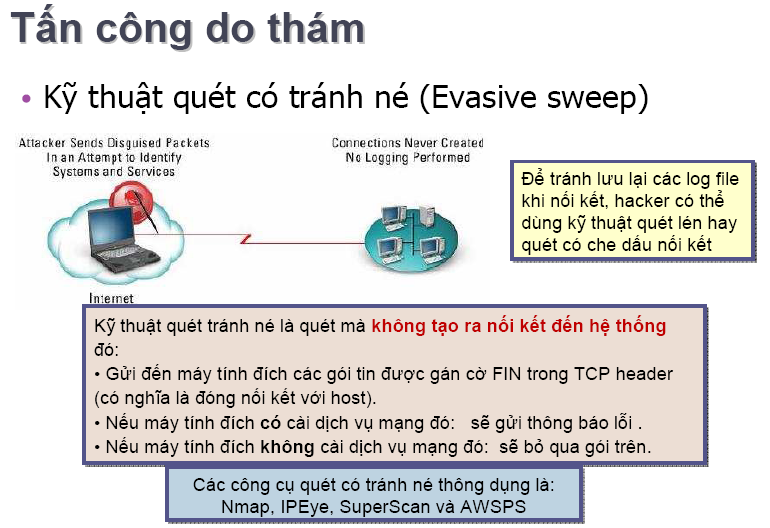 Tấn công do thám
• Kỹ thuật quét có tránh né (Evasive sweep)
Attacker Sends Disguised Packets
In an Attempt to Identify
Systems and Services
Connections Never Created
No Logging Performed
Internet
Để tránh lưu lại các log file
khi nối kết, hacker có thể
dùng kỹ thuật quét lén hay
quét có che dấu nối kết
Kỹ thuật quét tránh né là quét mà không tạo ra nối kết đến hệ thống
đó:
• Gửi đến máy tính đích các gói tin được gán cờ FIN trong TCP header
(có nghĩa là đóng nối kết với host).
• Nếu máy tính đích có cài dịch vụ mạng đó: sẽ gửi thông báo lỗi .
• Nếu máy tính đích không cài dịch vụ mạng đó: sẽ bỏ qua gói trên.
Các công cụ quét có tránh né thông dụng là:
Nmap, IPEye, SuperScan và AWSPS